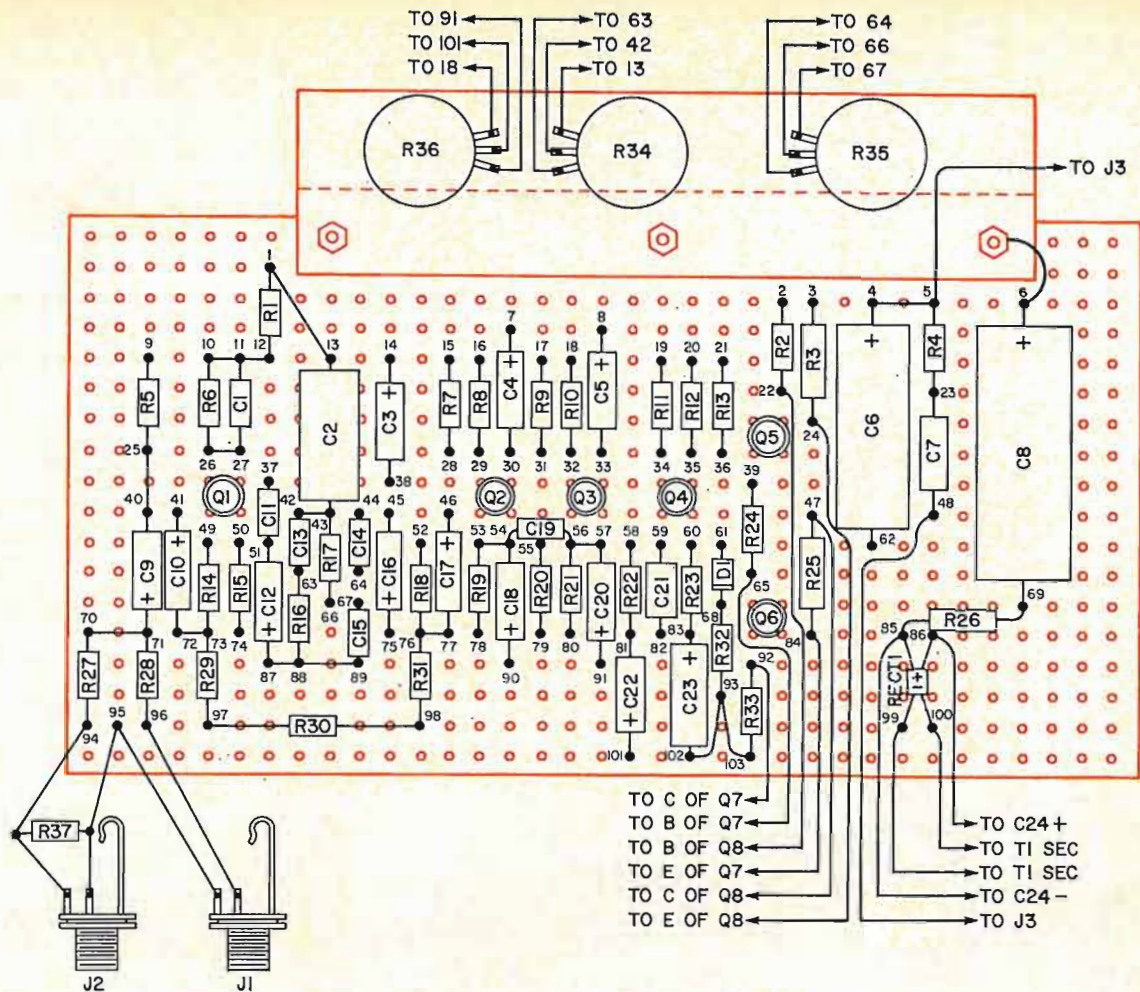 TO 91 TO 63 TO 64
TO 101 TO 42 TO 66
TO 18 TO 13 TO 67
R36 R34 R35
TO J3
1 2 3 4 5 6
R1 7 8
9 10 11 12 13 14 15 16 17 18 19 20 21 R2 R3 + R4 +
R5 R6 C1 C2 C3 + R7 R8 C4 + R9 R10 C5 + R11 R12 R13 22 23
25 26 27 28 29 30 31 32 33 34 35 36 Q5 24 C6 C7 C8
37 38 39
Q1 Q2 Q3 Q4
40 41 42 43 44 45 46 47 48
49 50 51 C11 52 53 54 C19 55 56 57 58 59 60 61 R24 62
C9 + C10 + R14 R15 C12 + C13 R17 C14 C16 + R18 C17 + R19 C18 + R20 R21 C20 + R22 C21 R23 D1 R25
63 64 65
R16 66 67 C15 68 Q6 R26 69
70 71 72 73 74 75 76 77 78 79 80 81 82 83 84 85 86
R27 R28 R29 87 88 89 R31 90 91 C22 + C23 + R32 92 RECT 1 + I
93 R33
94 95 96 97 R30 98 99 100
101 102 103
R37
TO C OF Q7
TO B OF Q7
TO B OF Q8
TO E OF Q7
TO C OF Q8
TO E OF Q8
TO C24+
TO T1 SEC
TO T1 SEC
TO C24-
TO J3
J2 J1